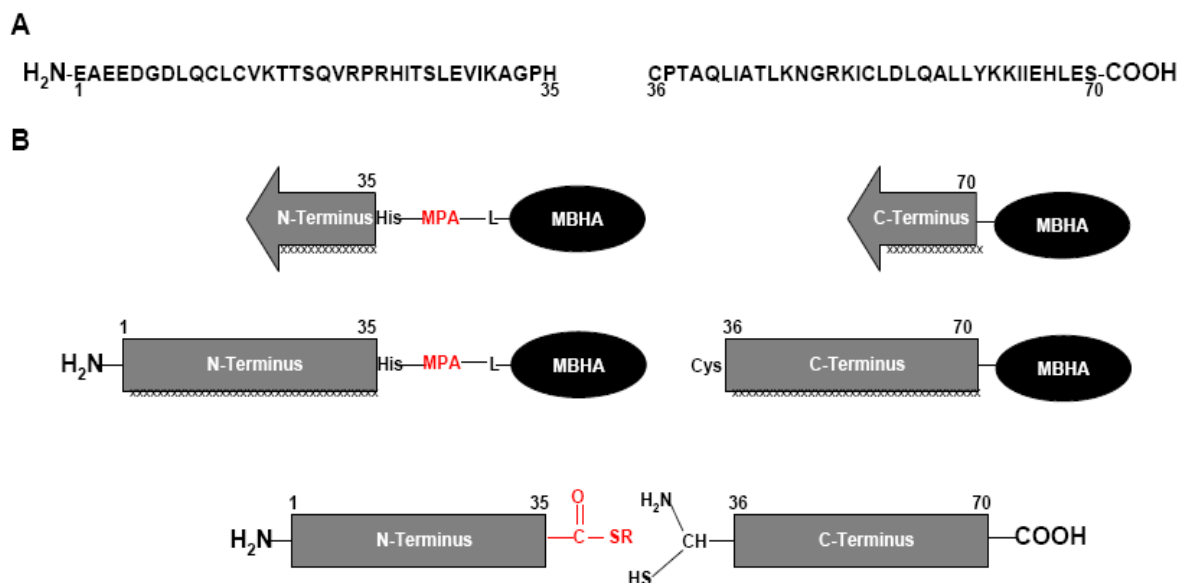 A
H2N-EAEEDGDLQCLCVKTTSQVRPRHITSLEVIKAGPH CPTAQLIATLKNGRKICLDLQALLYKKIIEHLES-COOH
1 35 36 70
B
35 70
N-Terminus His MPA L MBHA C-Terminus MBHA
xxxxxxxxxxxxxx xxxxxxxxxxxxxx
1 35 36 70
H2N N-Terminus His MPA L MBHA Cys C-Terminus MBHA
1 35 O H2N 36 70
H2N N-Terminus C SR CH C-Terminus COOH
HS